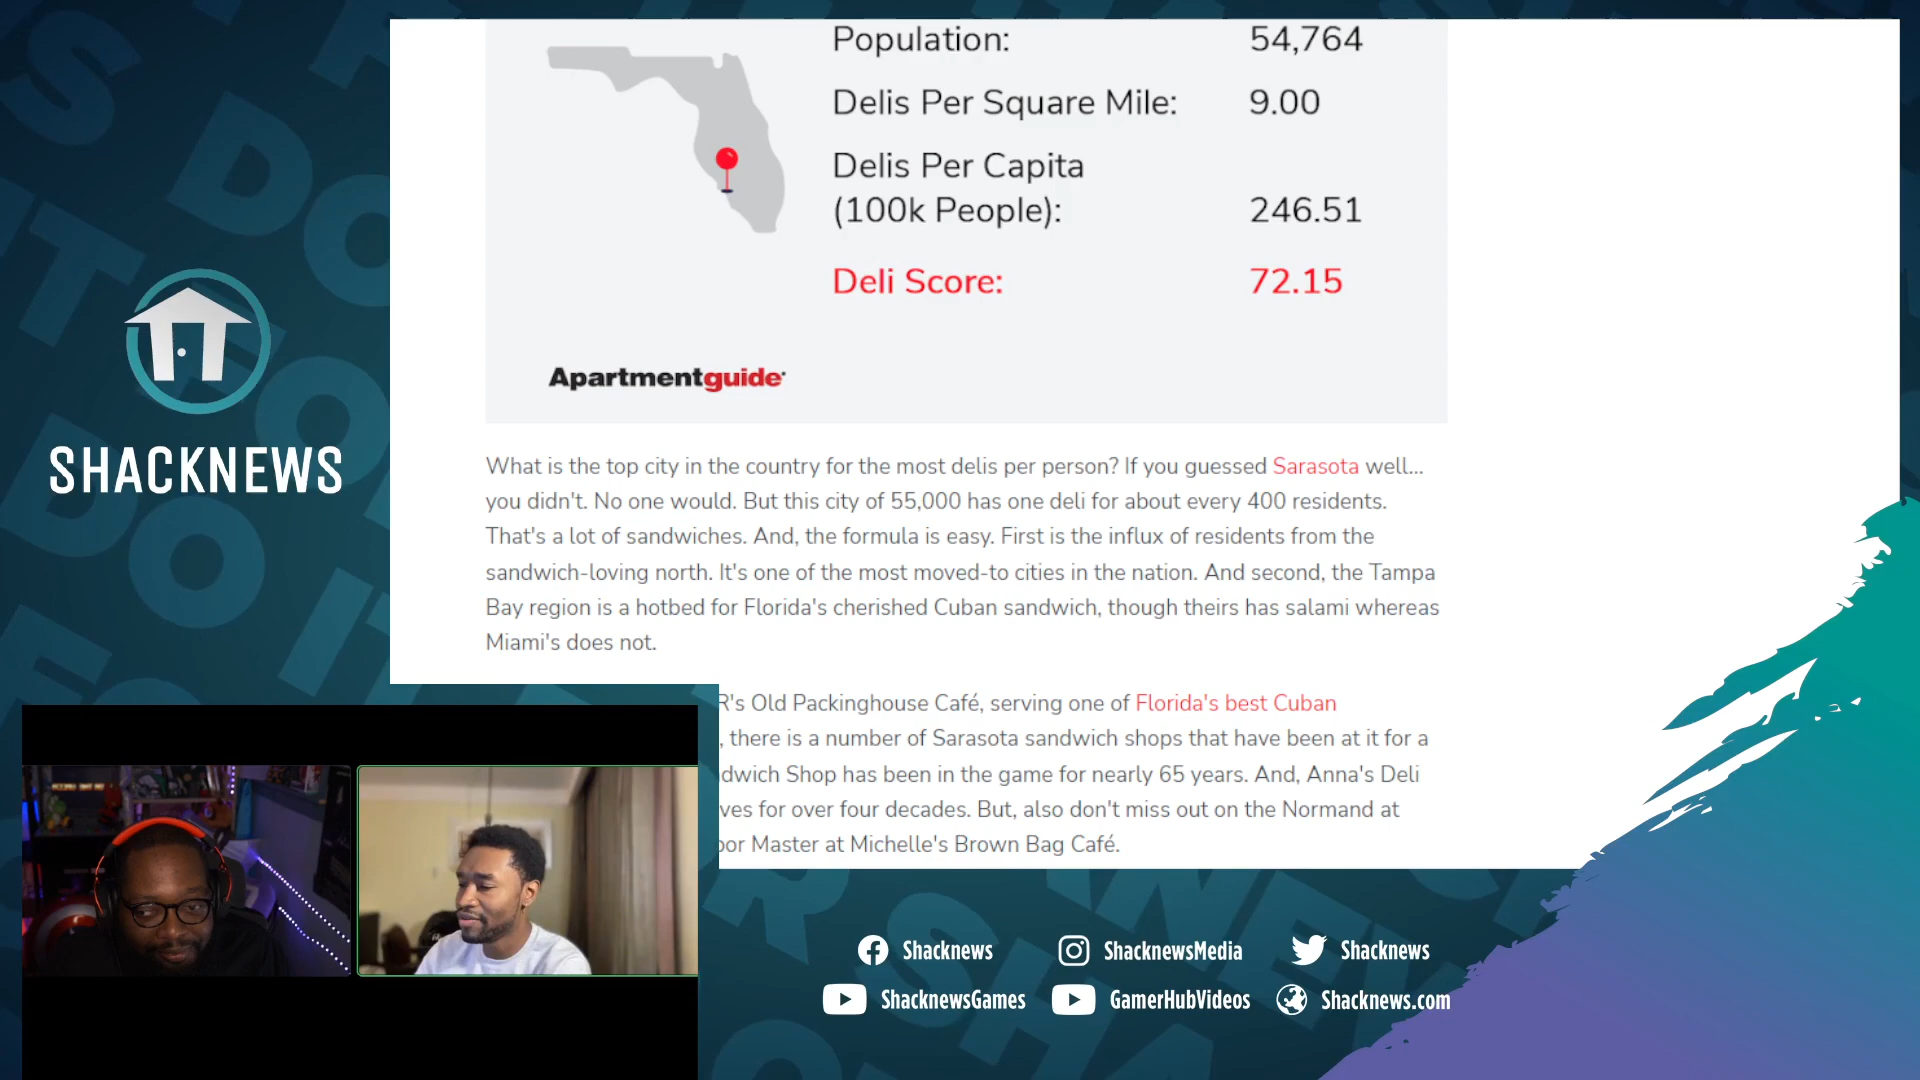 Population: 54,764
Delis Per Square Mile: 9.00
Delis Per Capita
(100k People): 246.51
Deli Score: 72.15
Apartmentguide
What is the top city in the country for the most delis per person? If you guessed Sarasota well...
you didn't. No one would. But this city of 55,000 has one deli for about every 400 residents.
That's a lot of sandwiches. And, the formula is easy. First is the influx of residents from the
sandwich-loving north. It's one of the most moved-to cities in the nation. And second, the Tampa
Bay region is a hotbed for Florida's cherished Cuban sandwich, though theirs has salami whereas
Miami's does not.
R's Old Packinghouse Café, serving one of Florida's best Cuban
, there is a number of Sarasota sandwich shops that have been at it for a
dwich Shop has been in the game for nearly 65 years. And, Anna's Deli
ves for over four decades. But, also don't miss out on the Normand at
oor Master at Michelle's Brown Bag Café.
SHACKNEWS
Shacknews ShacknewsMedia Shacknews
ShacknewsGames GamerHubVideos Shacknews.com